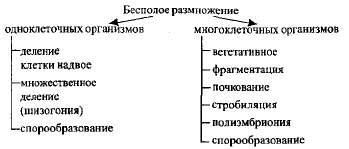 Бесполое размножение
одноклеточных организмов
деление
клетки надвое
множественное
деление
(шизогония)
спорообразование
многоклеточных организмов
вегетативное
фрагментация
почкование
стробиляция
полиэмбриония
спорообразование